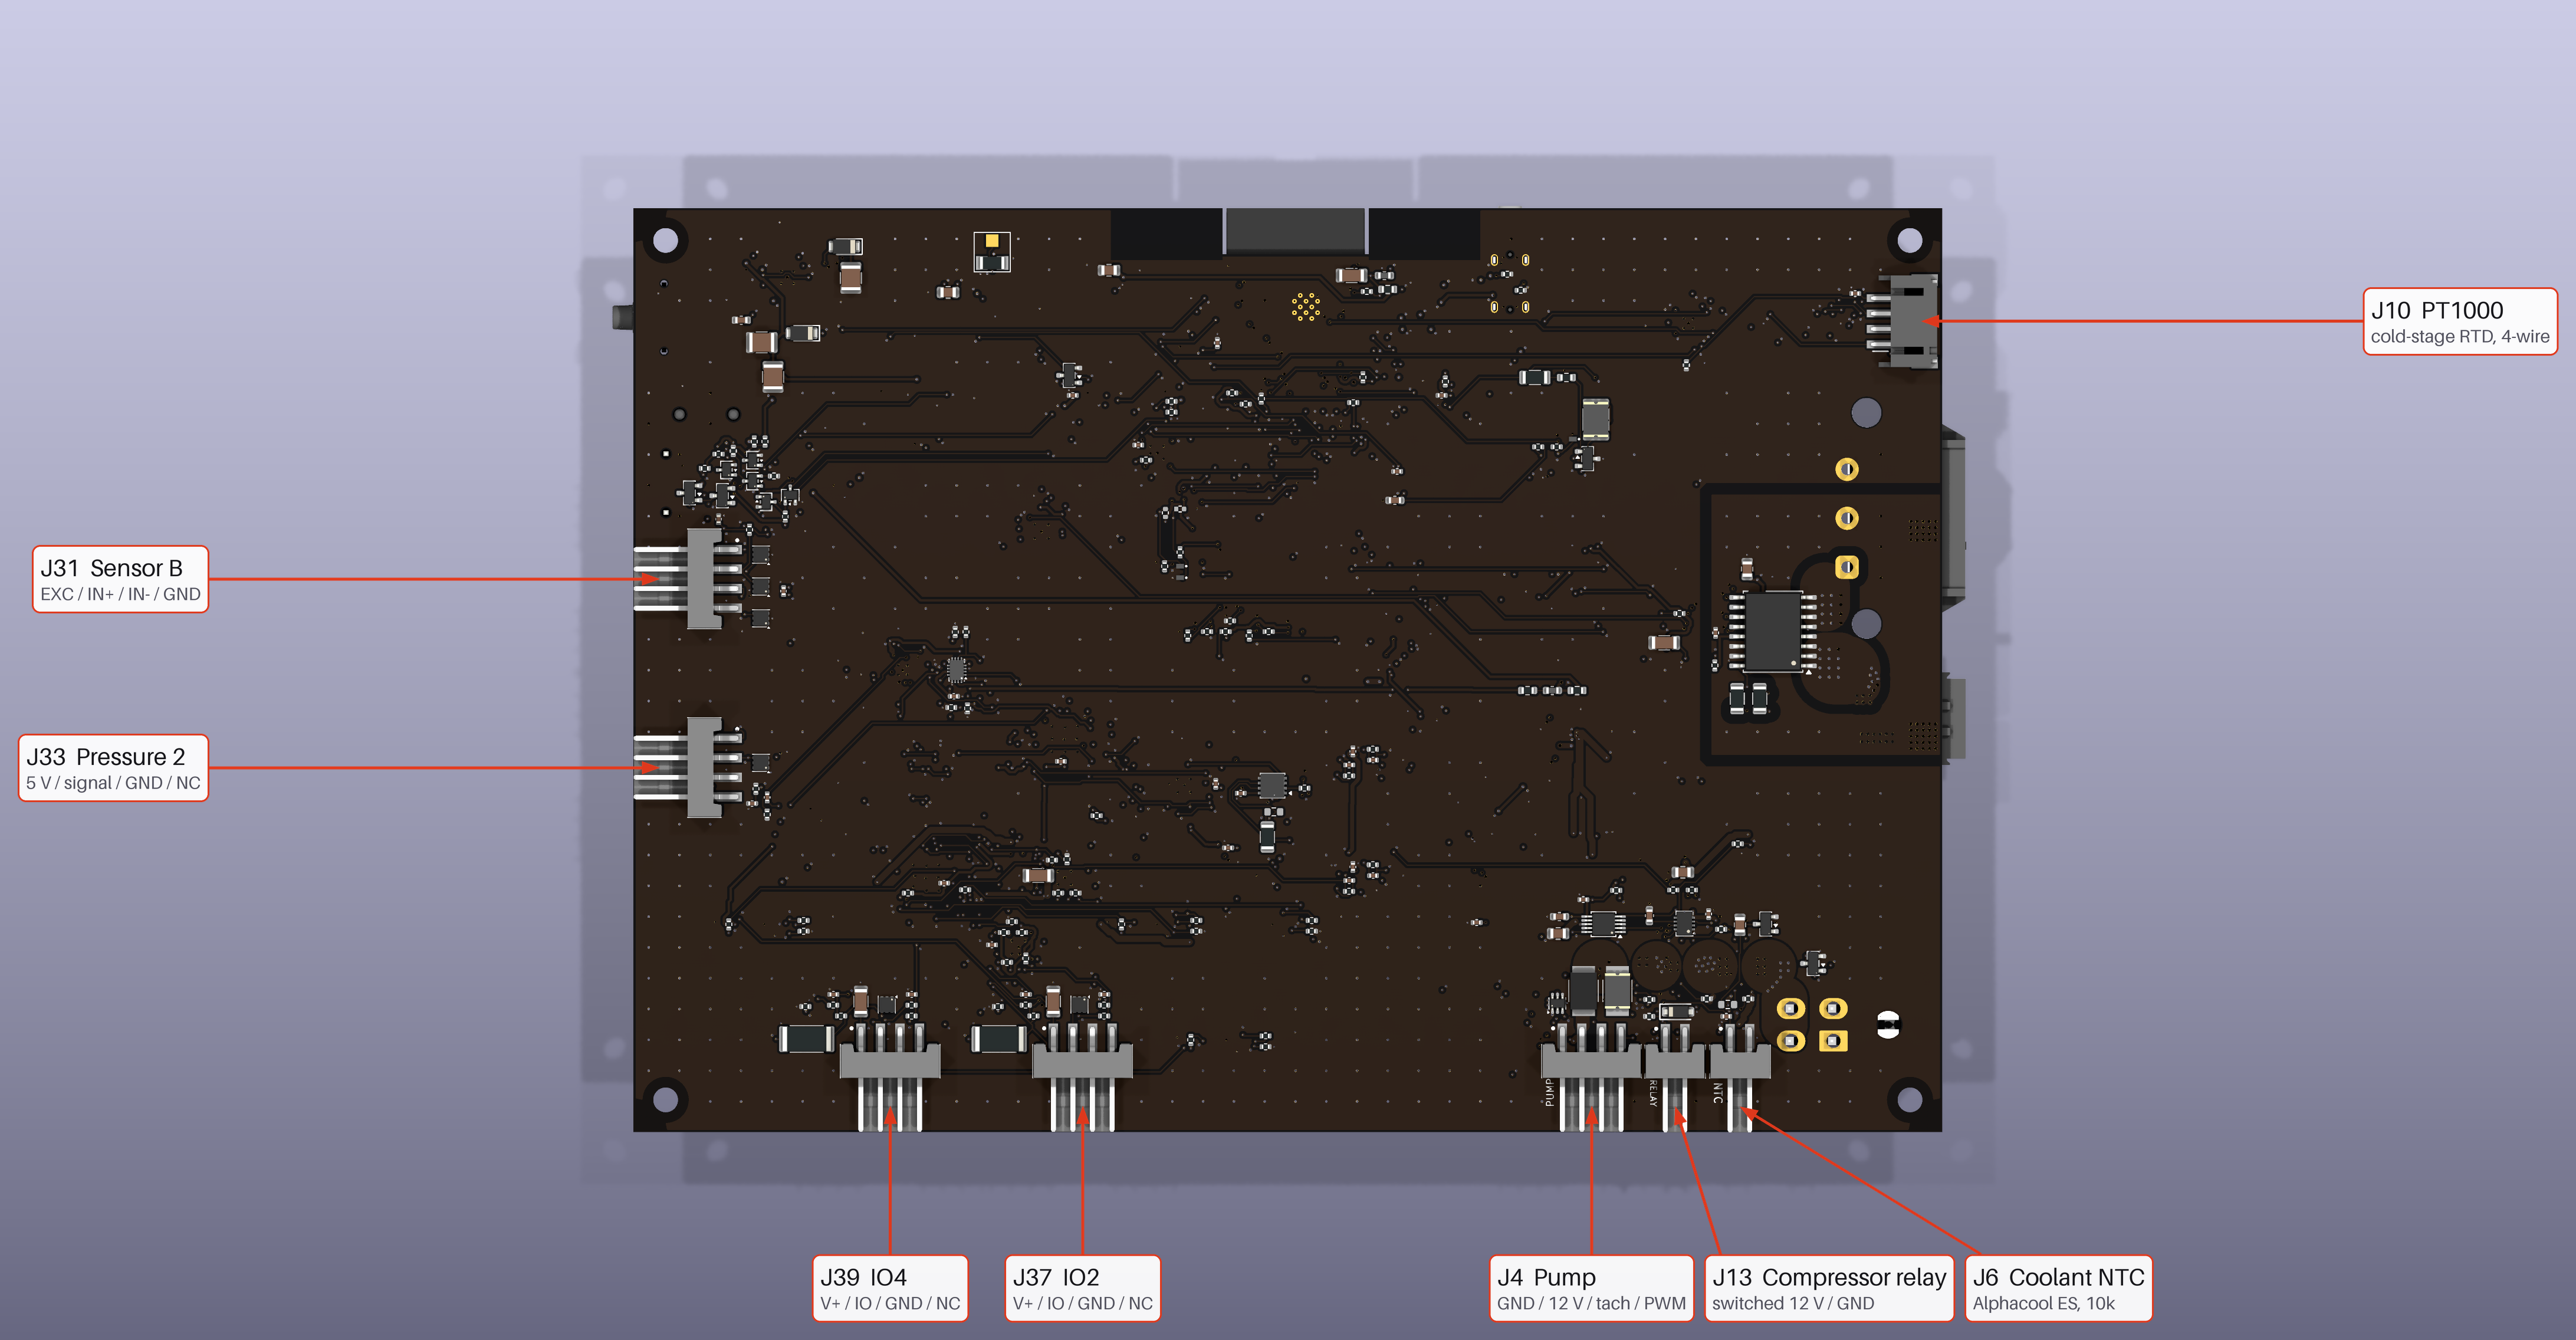 J10 PT1000
cold-stage RTD, 4-wire
J31 Sensor B
EXC / IN+ / IN- / GND
J33 Pressure 2
5 V / signal / GND / NC
PUMP
RELAY
NTC
J39 IO4
V+ / IO / GND / NC
J37 IO2
V+ / IO / GND / NC
J4 Pump
GND / 12 V / tach / PWM
J13 Compressor relay
switched 12 V / GND
J6 Coolant NTC
Alphacool ES, 10k